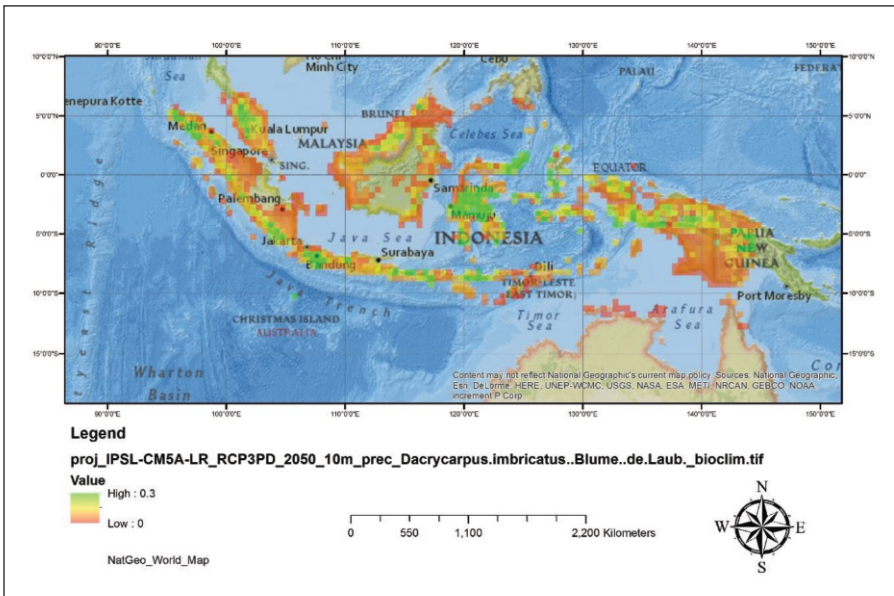 90°0'0"E 100°0'0"E 110°0'0"E 120°0'0"E 130°0'0"E 140°0'0"E 150°0'0"E
10°0'0"N 10°0'0"N
Sea Minh City Cebu PALAU FEDERAT
enepura Kotte
5°0'0"N 5°0'0"N
Medan Kuala Lumpur BRUNEI Celebes Sea
MALAYSIA
Singapore SING. EQUATOR
0°0'0"S 0°0'0"S
Samarinda
Palembang Mamuju
Java Sea INDONESIA PAPUA
5°0'0"S 5°0'0"S
Jakarta Surabaya NEW
Bandung Dili GUINEA
TIMOR-LESTE
10°0'0"S (EAST TIMOR) Port Moresby 10°0'0"S
Java Trench Arafura
CHRISTMAS ISLAND Timor Sea
AUSTRALIA Sea
15°0'0"S 15°0'0"S
Wharton Cor
Basin
tycast Ridge
Content may not reflect National Geographic's current map policy. Sources: National Geographic,
Esri, DeLorme, HERE, UNEP-WCMC, USGS, NASA, ESA, METI, NRCAN, GEBCO, NOAA,
increment P Corp.
90°0'0"E 100°0'0"E 110°0'0"E 120°0'0"E 130°0'0"E 140°0'0"E 150°0'0"E
Legend
proj_IPSL-CM5A-LR_RCP3PD_2050_10m_prec_Dacrycarpus.imbricatus..Blume..de.Laub._bioclim.tif
Value
High : 0.3
Low : 0
NatGeo_World_Map
0 550 1,100 2,200 Kilometers
N
W E
S